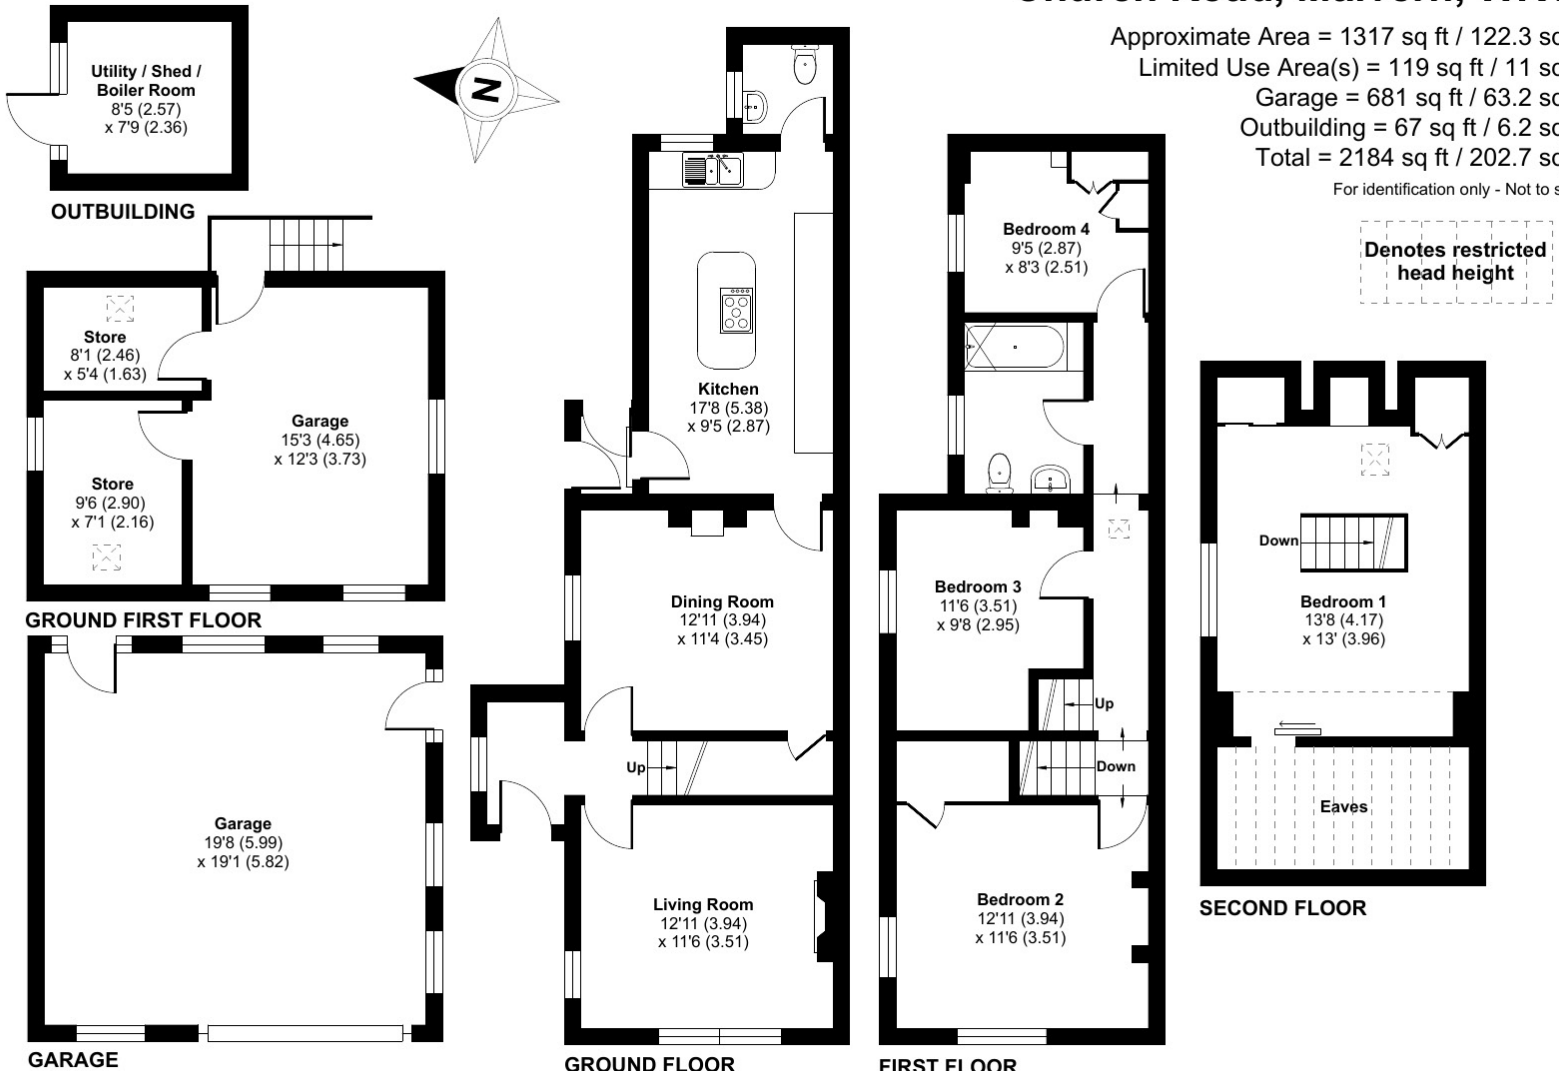 Approximate Area = 1317 sq ft / 122.3 sq
Limited Use Area(s) = 119 sq ft / 11 sq
Garage = 681 sq ft / 63.2 sq
Outbuilding = 67 sq ft / 6.2 sq
Total = 2184 sq ft / 202.7 sq
For identification only - Not to s
Denotes restricted
head height
N
Utility / Shed /
Boiler Room
8'5 (2.57)
x 7'9 (2.36)
OUTBUILDING
Store
8'1 (2.46)
x 5'4 (1.63)
Garage
15'3 (4.65)
x 12'3 (3.73)
Store
9'6 (2.90)
x 7'1 (2.16)
GROUND FIRST FLOOR
Garage
19'8 (5.99)
x 19'1 (5.82)
GARAGE
Kitchen
17'8 (5.38)
x 9'5 (2.87)
Dining Room
12'11 (3.94)
x 11'4 (3.45)
Up
Living Room
12'11 (3.94)
x 11'6 (3.51)
GROUND FLOOR
Bedroom 4
9'5 (2.87)
x 8'3 (2.51)
Bedroom 3
11'6 (3.51)
x 9'8 (2.95)
Up
Down
Bedroom 2
12'11 (3.94)
x 11'6 (3.51)
FIRST FLOOR
Down
Bedroom 1
13'8 (4.17)
x 13' (3.96)
Eaves
SECOND FLOOR